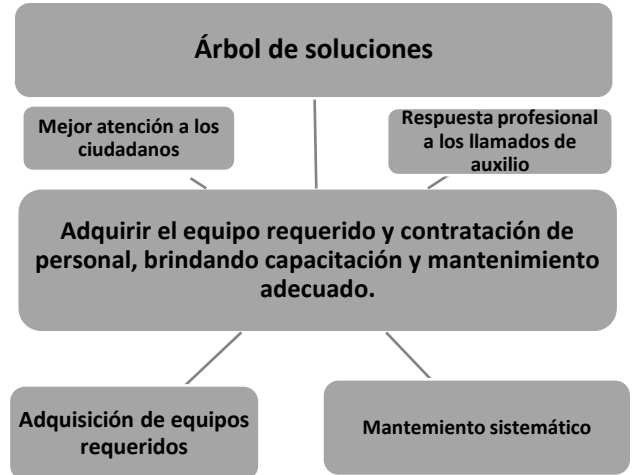 Árbol de soluciones
Mejor atención a los
ciudadanos
Respuesta profesional
a los llamados de
auxilio
Adquirir el equipo requerido y contratación de
personal, brindando capacitación y mantenimiento
adecuado.
Adquisición de equipos
requeridos
Mantemiento sistemático